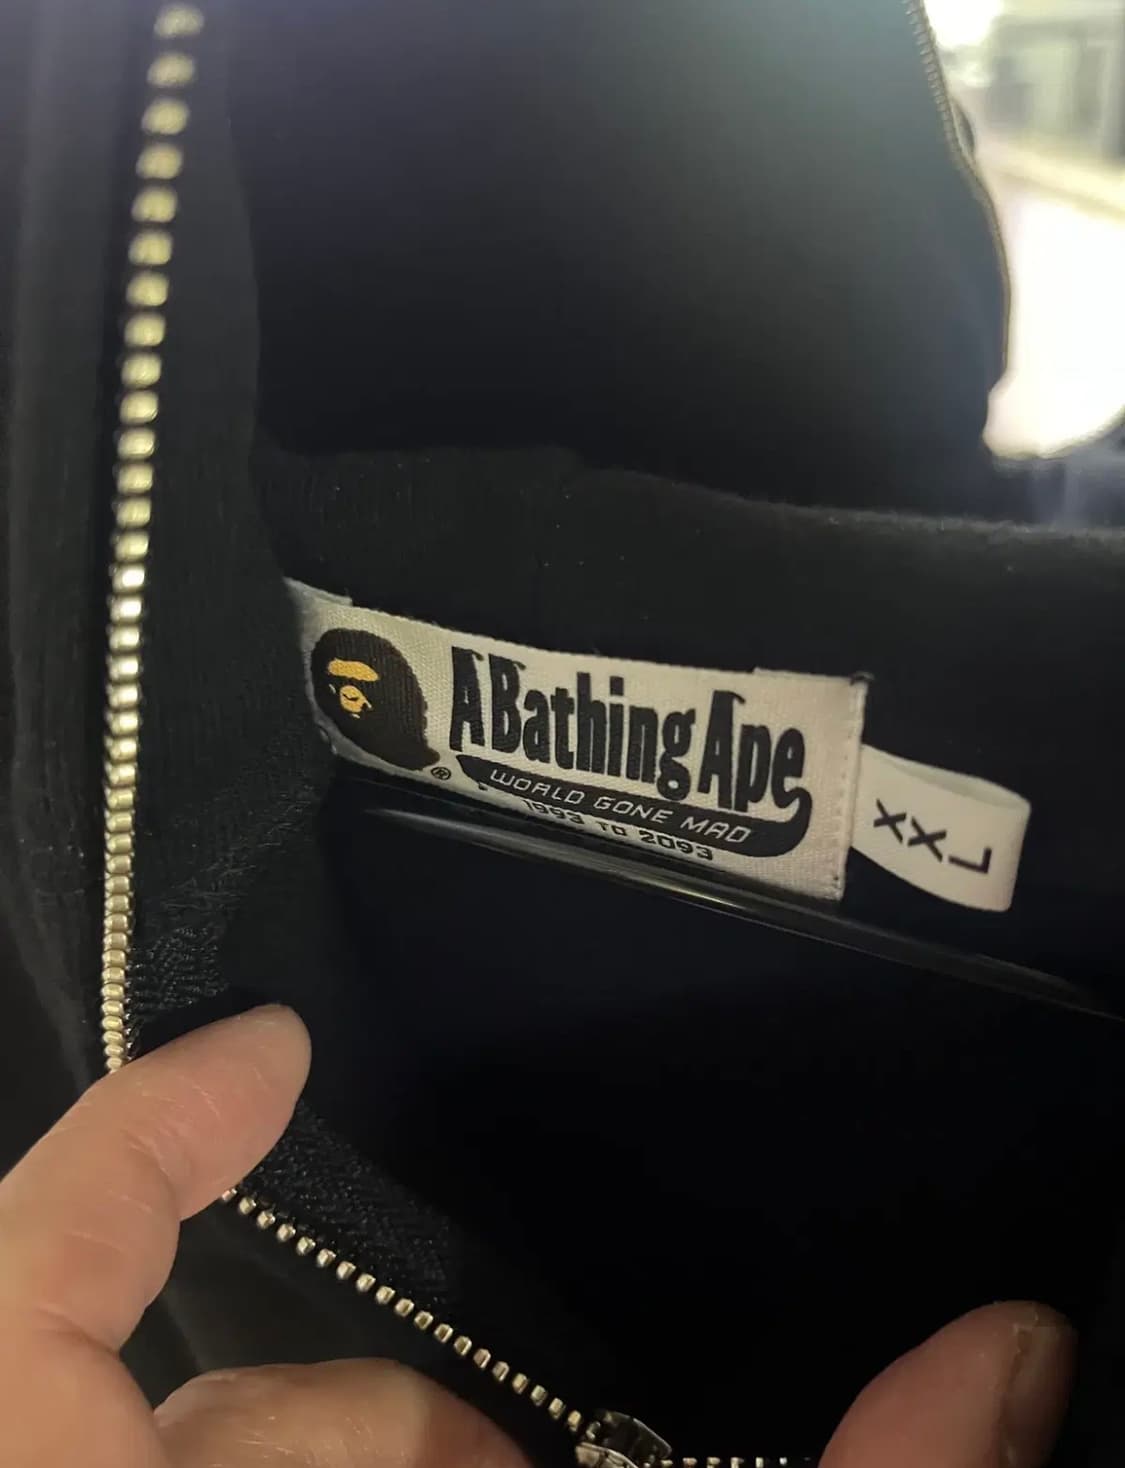 A Bathing Ape
®
WORLD GONE MAD
1993 TO 2093
XXL